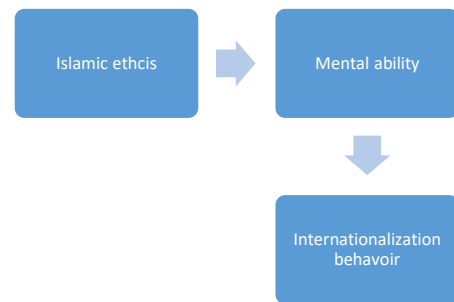 Islamic ethcis
Mental ability
Internationalization
behavoir